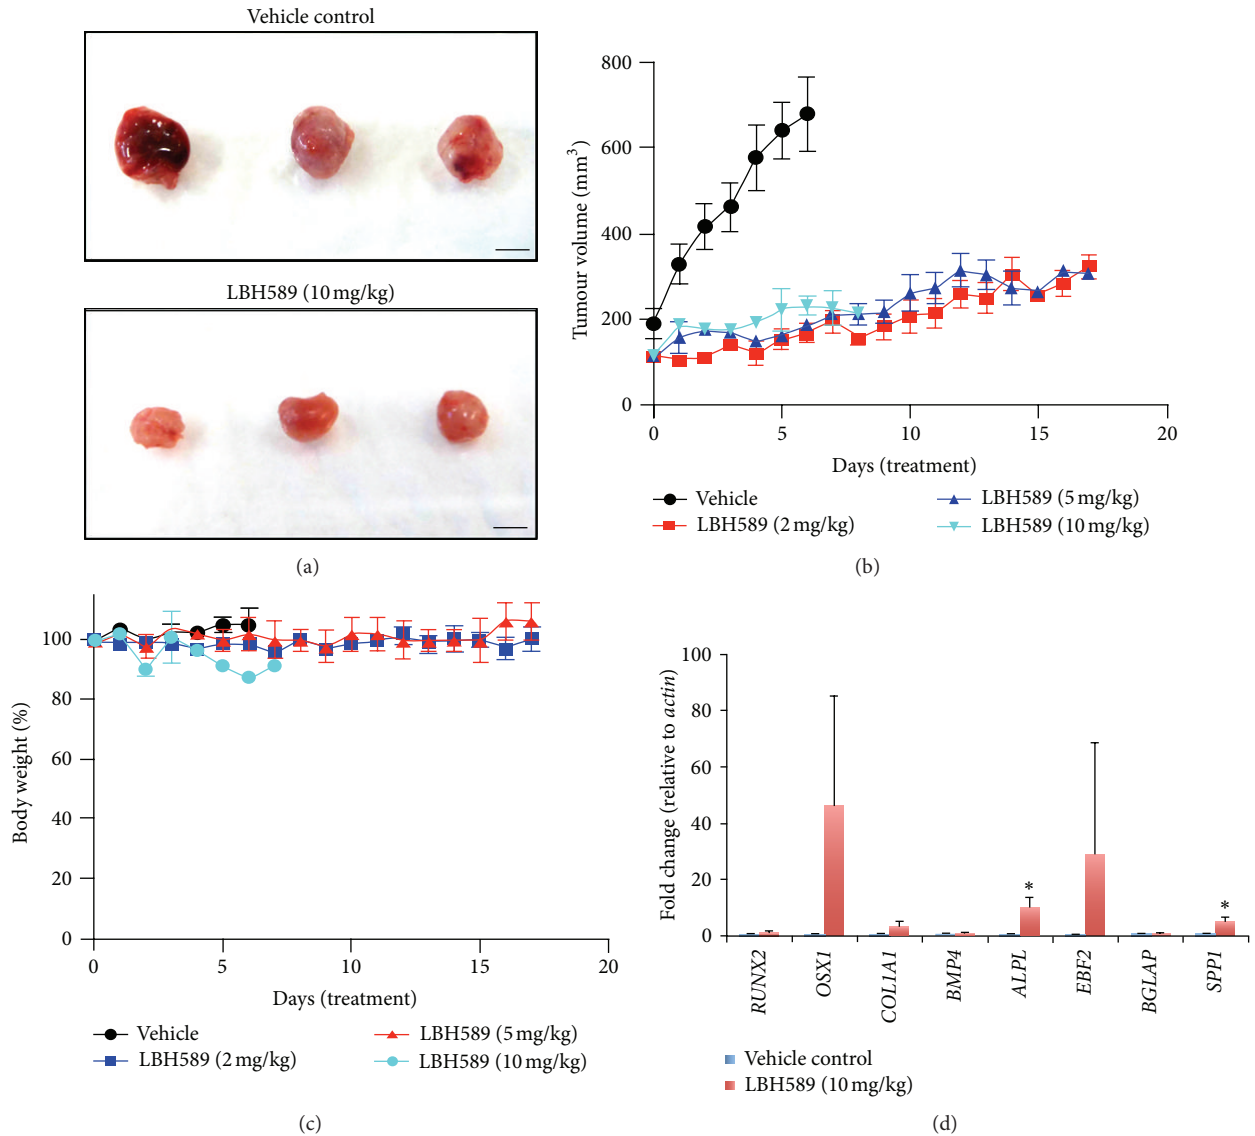 Vehicle control
LBH589 (10 mg/kg)
(a)
Tumour volume (mm³)
800
600
400
200
0
0
5
10
15
20
Days (treatment)
Vehicle
LBH589 (2 mg/kg)
LBH589 (5 mg/kg)
LBH589 (10 mg/kg)
(b)
Body weight (%)
100
80
60
40
20
0
0
5
10
15
20
Days (treatment)
Vehicle
LBH589 (2 mg/kg)
LBH589 (5 mg/kg)
LBH589 (10 mg/kg)
(c)
Fold change (relative to actin)
100
80
60
40
20
0
*
*
RUNX2
OSX1
COL1A1
BMP4
ALPL
EBF2
BGLAP
SPP1
Vehicle control
LBH589 (10 mg/kg)
(d)